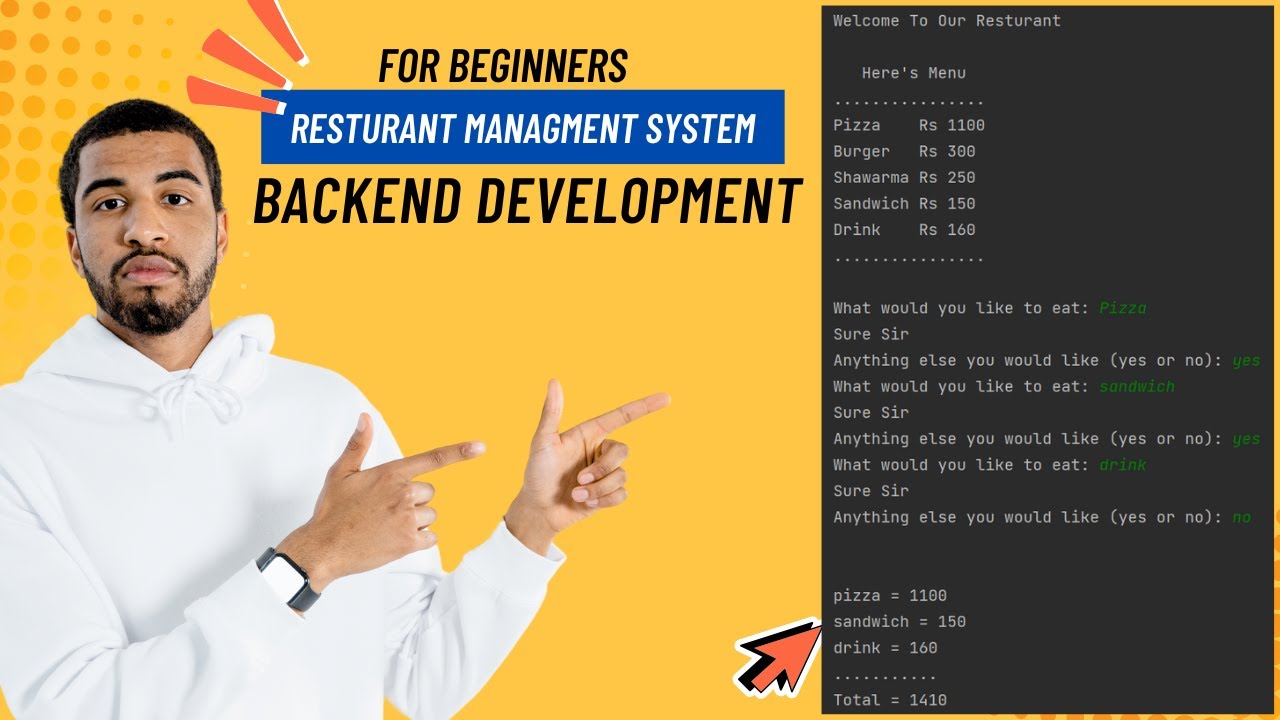 FOR BEGINNERS
RESTURANT MANAGMENT SYSTEM
BACKEND DEVELOPMENT
Welcome To Our Resturant
Here's Menu
................
Pizza    Rs 1100
Burger   Rs 300
Shawarma Rs 250
Sandwich Rs 150
Drink    Rs 160
................
What would you like to eat: Pizza
Sure Sir
Anything else you would like (yes or no): yes
What would you like to eat: sandwich
Sure Sir
Anything else you would like (yes or no): yes
What would you like to eat: drink
Sure Sir
Anything else you would like (yes or no): no
pizza = 1100
sandwich = 150
drink = 160
...........
Total = 1410